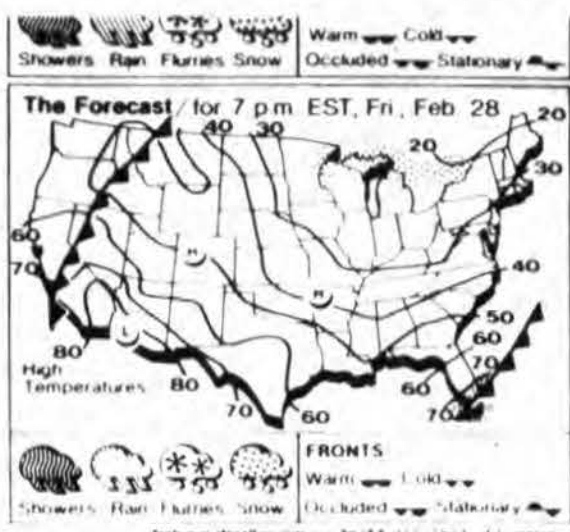 Showers Rain Flurries Snow
Warm Cold
Occluded Stationary
The Forecast / for 7 p.m. EST, Fri., Feb. 28
40 30 20 20
30
60
70
H
H
L
40
50
60
70
80
High
Temperatures
80
70
60
60
70
Showers Rain Flurries Snow
FRONTS
Warm Cold
Occluded Stationary